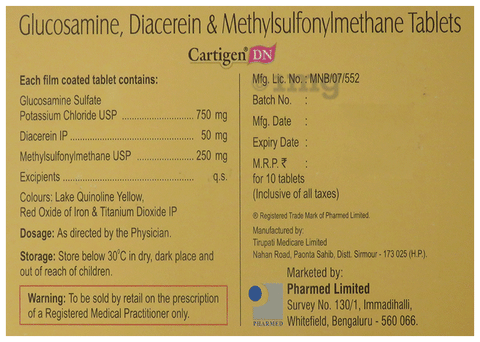 Glucosamine, Diacerein & Methylsulfonylmethane Tablets
Cartigen® DN
Each film coated tablet contains:
Glucosamine Sulfate
Potassium Chloride USP .......................... 750 mg
Diacerein IP ............................................. 50 mg
Methylsulfonylmethane USP ..................... 250 mg
Excipients ................................................ q.s.
Colours: Lake Quinoline Yellow,
Red Oxide of Iron & Titanium Dioxide IP
Dosage: As directed by the Physician.
Storage: Store below 30°C in dry, dark place and
out of reach of children.
Warning: To be sold by retail on the prescription
of a Registered Medical Practitioner only.
Mfg. Lic. No. : MNB/07/552
Batch No. :
Mfg. Date :
Expiry Date :
M.R.P. ₹ :
for 10 tablets
(Inclusive of all taxes)
® Registered Trade Mark of Pharmed Limited.
Manufactured by:
Tirupati Medicare Limited
Nahan Road, Paonta Sahib, Distt. Sirmour - 173 025 (H.P.).
Marketed by:
Pharmed Limited
Survey No. 130/1, Immadihalli,
Whitefield, Bengaluru - 560 066.
PHARMED